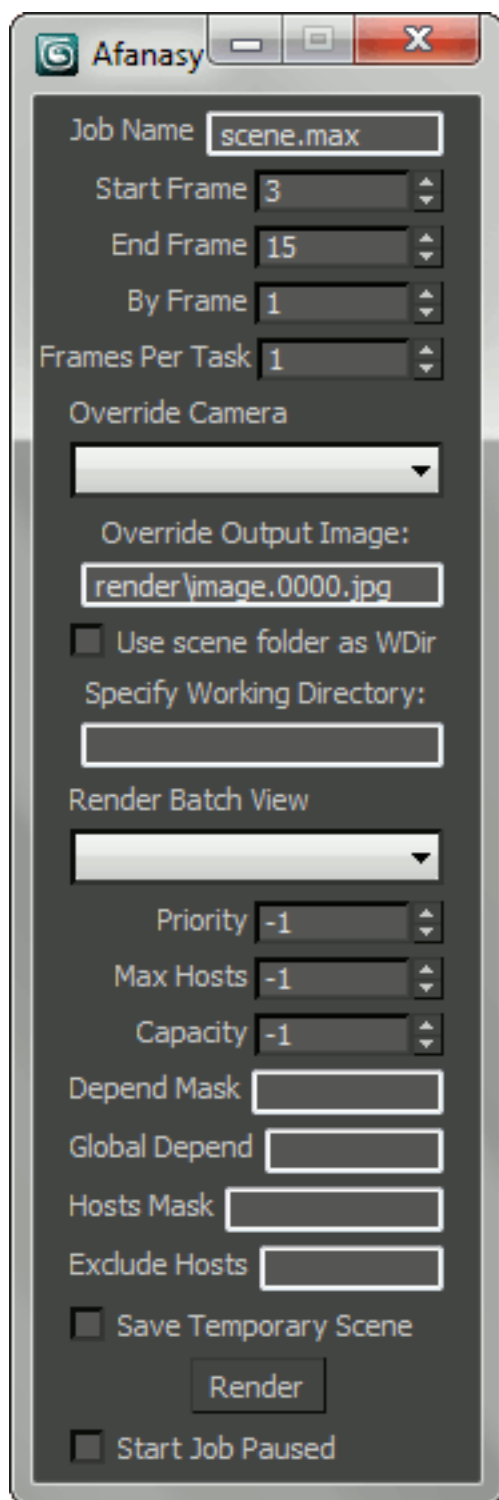 Afanasy
Job Name scene.max
Start Frame 3
End Frame 15
By Frame 1
Frames Per Task 1
Override Camera
Override Output Image:
render\image.0000.jpg
Use scene folder as WDir
Specify Working Directory:
Render Batch View
Priority -1
Max Hosts -1
Capacity -1
Depend Mask
Global Depend
Hosts Mask
Exclude Hosts
Save Temporary Scene
Render
Start Job Paused